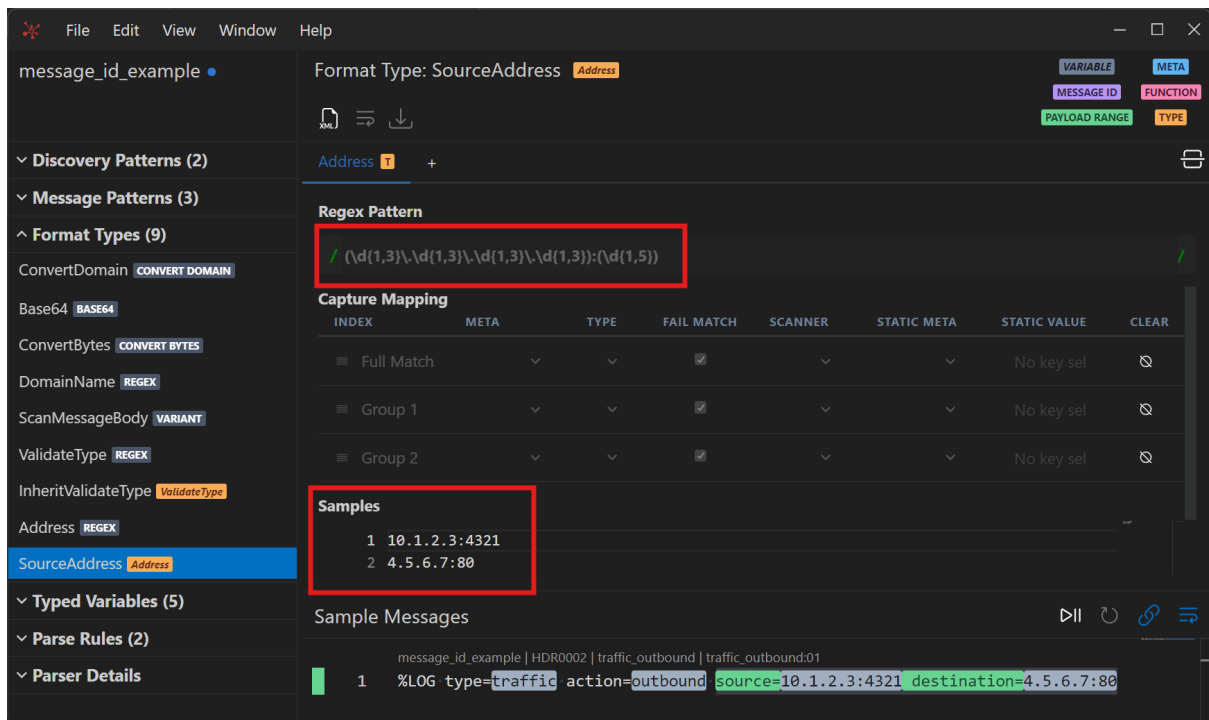 File Edit View Window Help
message_id_example
Format Type: SourceAddress Address
VARIABLE META
MESSAGE ID FUNCTION
PAYLOAD RANGE TYPE
XML
Discovery Patterns (2)
Message Patterns (3)
Format Types (9)
ConvertDomain CONVERT DOMAIN
Base64 BASE64
ConvertBytes CONVERT BYTES
DomainName REGEX
ScanMessageBody VARIANT
ValidateType REGEX
InheritValidateType ValidateType
Address REGEX
SourceAddress Address
Typed Variables (5)
Parse Rules (2)
Parser Details
Address T +
Regex Pattern
/ (\d{1,3}\.\d{1,3}\.\d{1,3}\.\d{1,3}):(\d{1,5}) /
Capture Mapping
INDEX META TYPE FAIL MATCH SCANNER STATIC META STATIC VALUE CLEAR
Full Match No key sel
Group 1 No key sel
Group 2 No key sel
Samples
1 10.1.2.3:4321
2 4.5.6.7:80
Sample Messages
message_id_example | HDR0002 | traffic_outbound | traffic_outbound:01
1 %LOG type=traffic action=outbound source=10.1.2.3:4321 destination=4.5.6.7:80